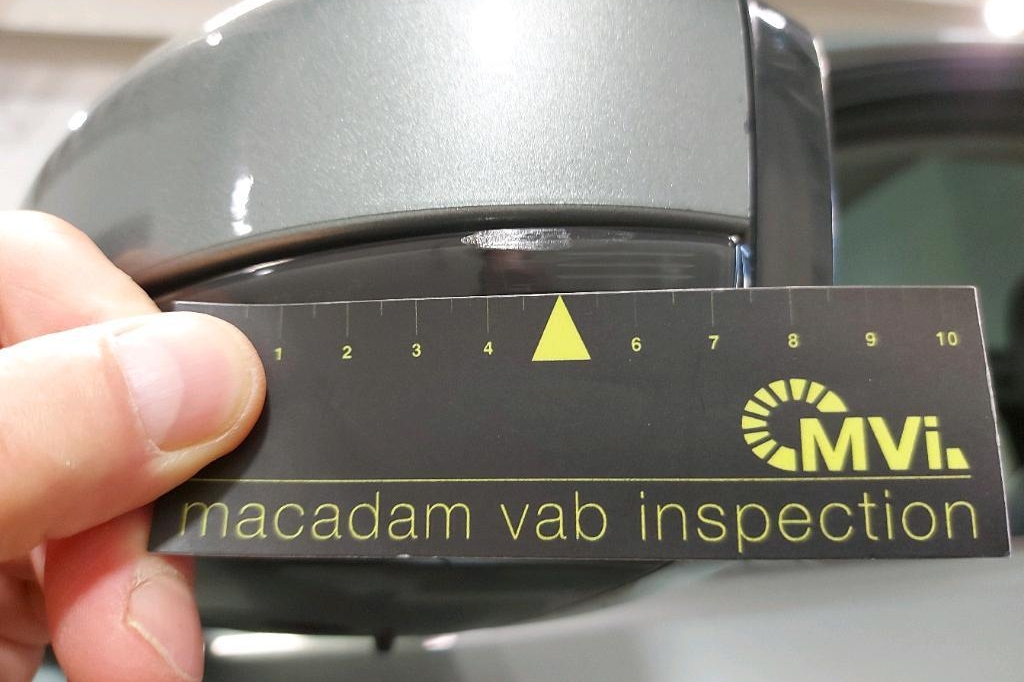 1 2 3 4 6 7 8 9 10
MVi
macadam vab inspection